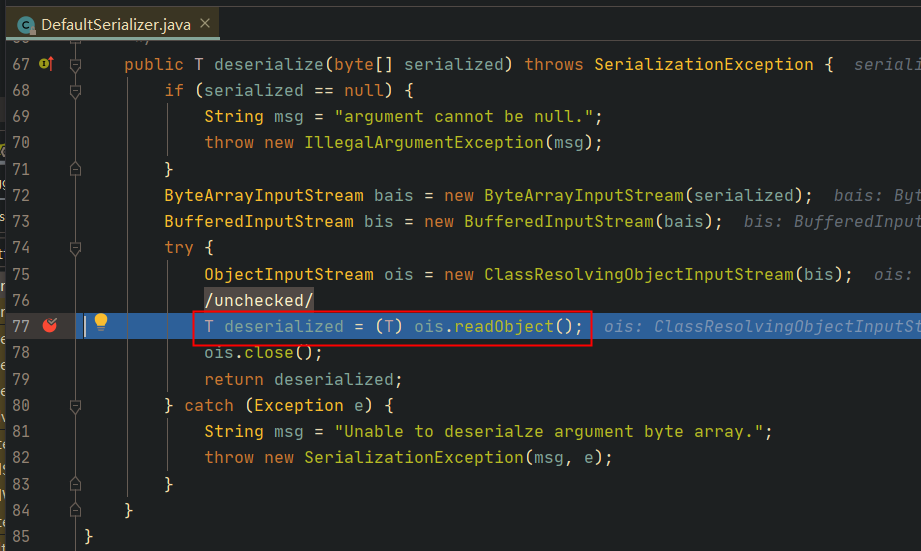 DefaultSerializer.java
67 public T deserialize(byte[] serialized) throws SerializationException { seriali
68 if (serialized == null) {
69 String msg = "argument cannot be null.";
70 throw new IllegalArgumentException(msg);
71 }
72 ByteArrayInputStream bais = new ByteArrayInputStream(serialized); bais: Byt
73 BufferedInputStream bis = new BufferedInputStream(bais); bis: BufferedInput
74 try {
75 ObjectInputStream ois = new ClassResolvingObjectInputStream(bis); ois:
76 /unchecked/
77 T deserialized = (T) ois.readObject(); ois: ClassResolvingObjectInputSt
78 ois.close();
79 return deserialized;
80 } catch (Exception e) {
81 String msg = "Unable to deserialze argument byte array.";
82 throw new SerializationException(msg, e);
83 }
84 }
85 }